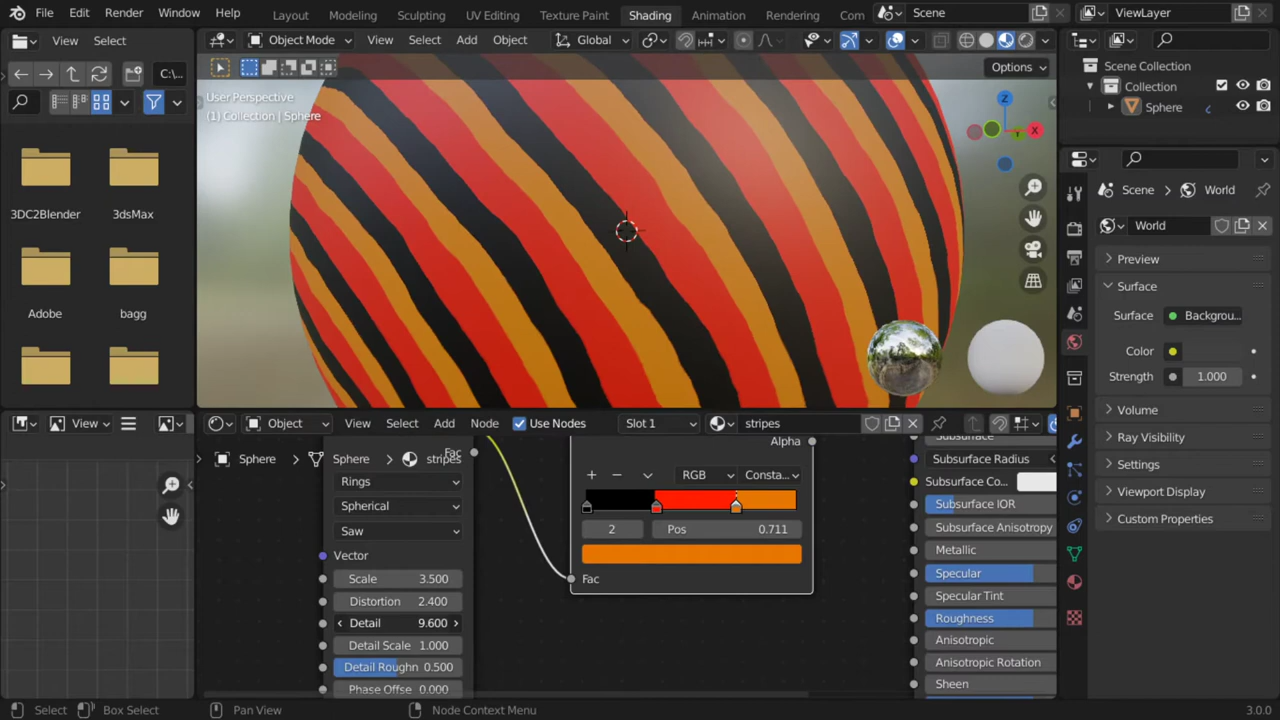 File Edit Render Window Help Layout Modeling Sculpting UV Editing Texture Paint Shading Animation Rendering Com Scene ViewLayer
View Select Object Mode View Select Add Object Global
C:\... Options
User Perspective
(1) Collection | Sphere
Z
X
Y
3DC2Blender 3dsMax
Adobe bagg
Scene Collection
Collection
Sphere
Scene World
World
Preview
Surface
Surface Backgrou...
Color
Strength 1.000
Volume
Ray Visibility
Settings
Viewport Display
Custom Properties
View Object View Select Add Node Use Nodes Slot 1 stripes
Sphere Sphere stripes
Fac
Rings
Spherical
Saw
Vector
Scale 3.500
Distortion 2.400
Detail 9.600
Detail Scale 1.000
Detail Roughn 0.500
Phase Offse 0.000
Alpha
RGB Consta...
2 Pos 0.711
Fac
Subsurface
Subsurface Radius
Subsurface Co...
Subsurface IOR
Subsurface Anisotropy
Metallic
Specular
Specular Tint
Roughness
Anisotropic
Anisotropic Rotation
Sheen
Select Box Select Pan View Node Context Menu 3.0.0